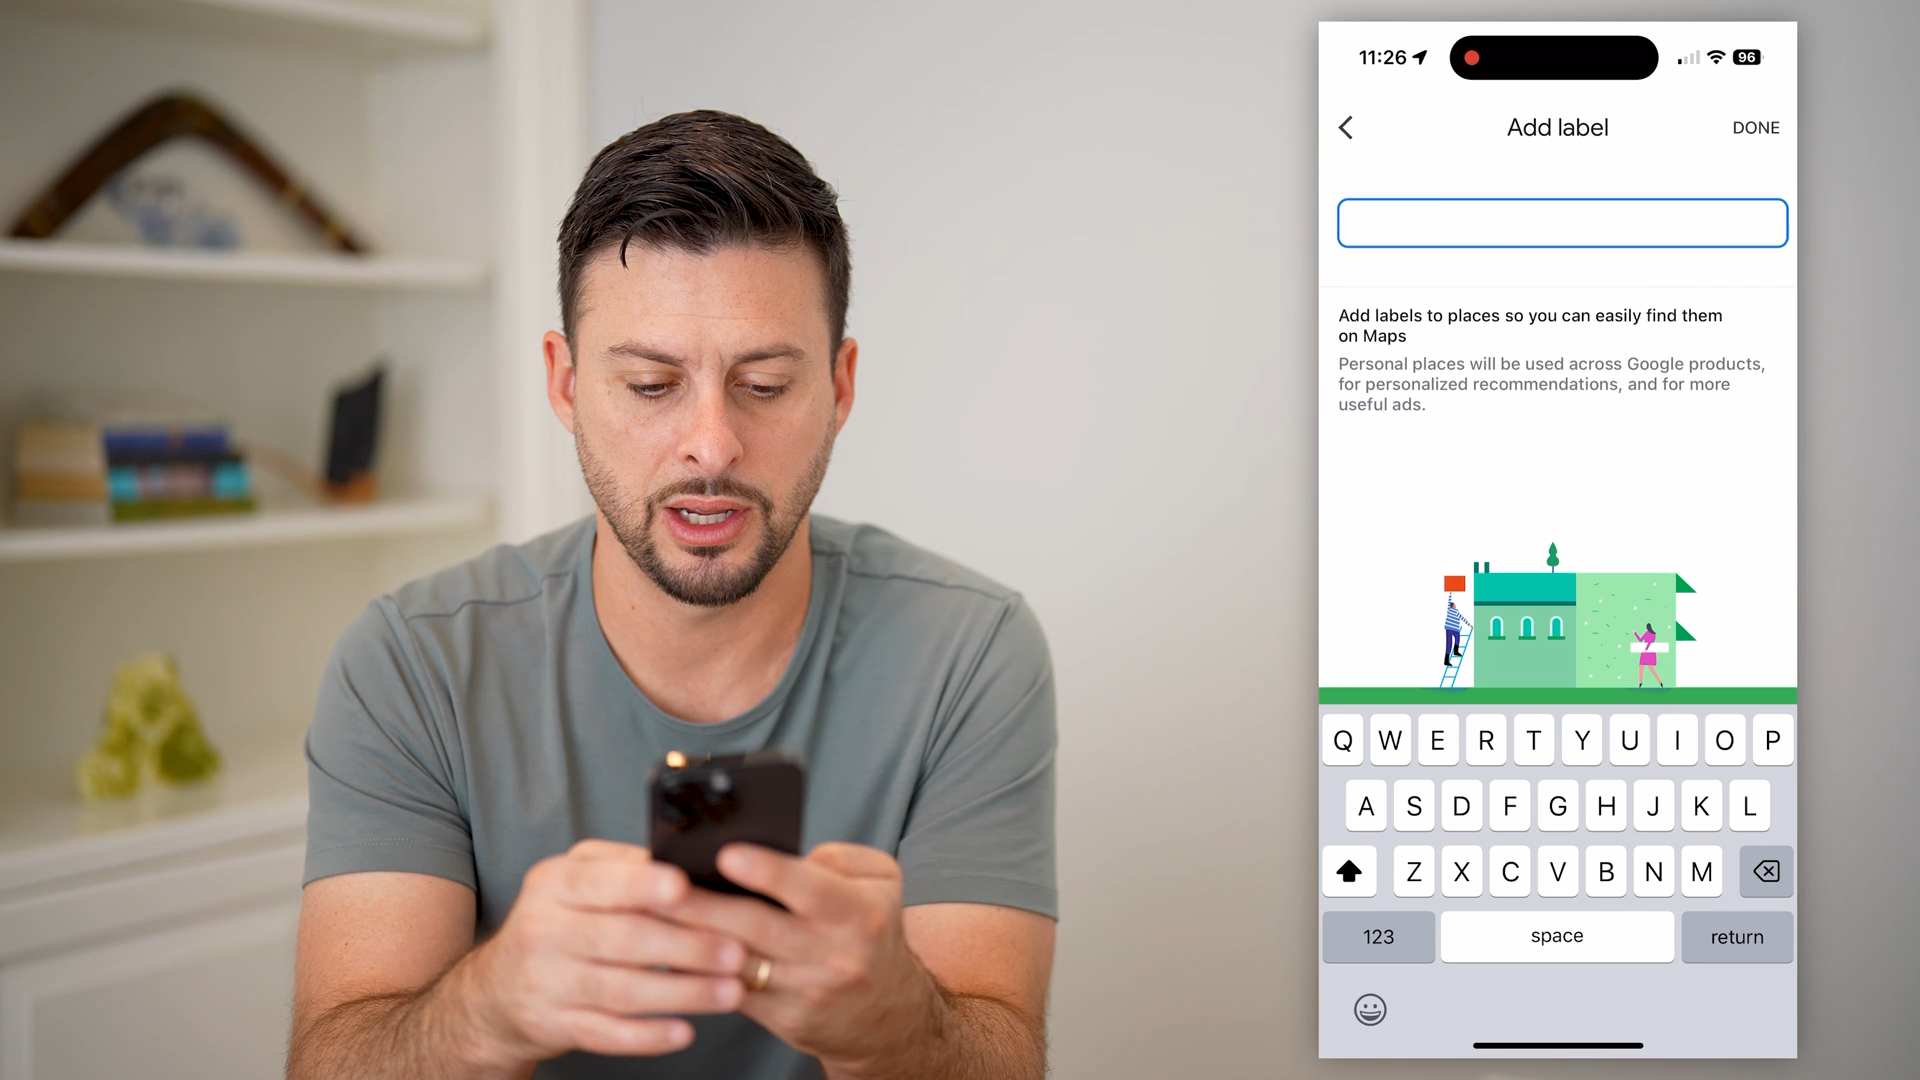 11:26
96
Add label
DONE
Add labels to places so you can easily find them
on Maps
Personal places will be used across Google products,
for personalized recommendations, and for more
useful ads.
Q W E R T Y U I O P
A S D F G H J K L
Z X C V B N M
123 space return